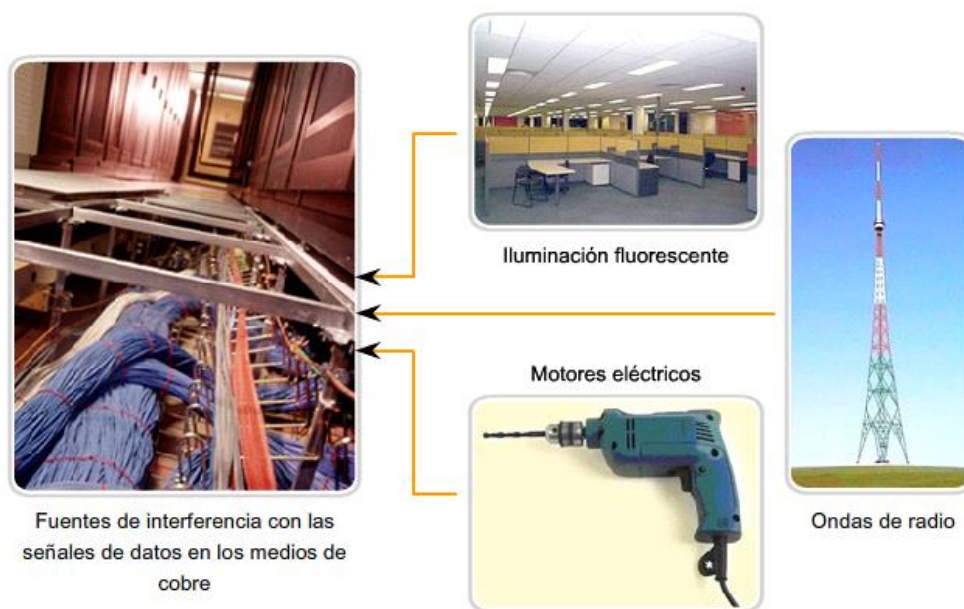 Iluminación fluorescente
Motores eléctricos
Ondas de radio
Fuentes de interferencia con las
señales de datos en los medios de
cobre